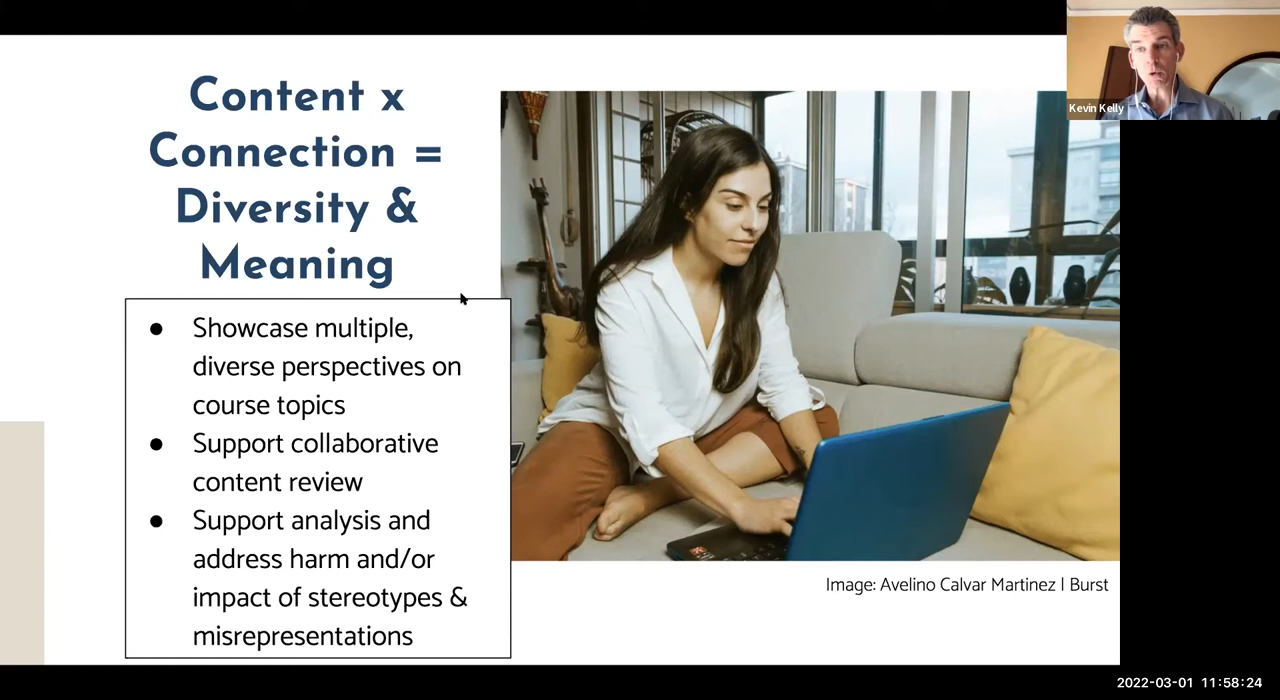 Content x
Connection =
Diversity &
Meaning
● Showcase multiple,
diverse perspectives on
course topics
● Support collaborative
content review
● Support analysis and
address harm and/or
impact of stereotypes &
misrepresentations
Image: Avelino Calvar Martinez | Burst
Kevin Kelly
2022-03-01 11:58:24